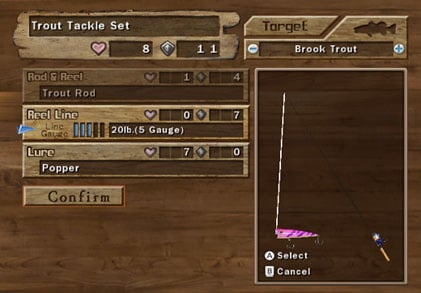 Trout Tackle Set
8 11
Target
Brook Trout
Rod & Reel 1 4
Trout Rod
Reel Line 0 7
Line Gauge 20lb.(5 Gauge)
Lure 7 0
Popper
Confirm
A Select
B Cancel